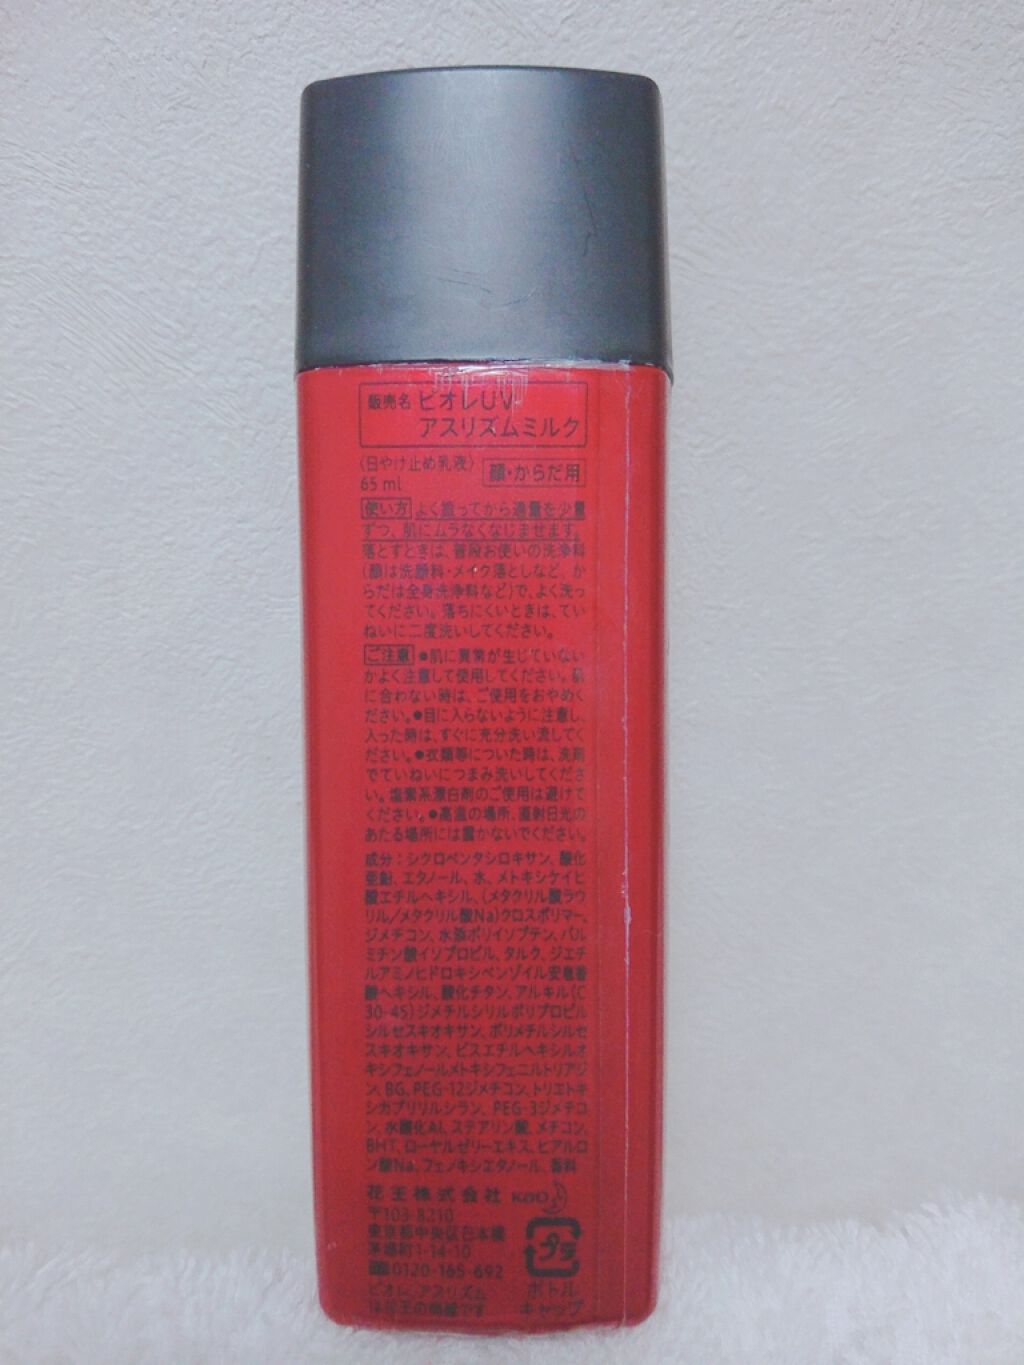 販売名 ビオレUV
アスリズムミルク
〈日やけ止め乳液〉 顔・からだ用
65 ml
使い方 よく振ってから適量を少量
ずつ、肌にムラなくなじませます。
落とすときは、普段お使いの洗浄料
(顔は洗顔料・メイク落としなど、か
らだは全身洗浄料など)で、よく洗っ
てください。落ちにくいときは、てい
ねいに二度洗いしてください。
ご注意 ●肌に異常が生じていない
かよく注意して使用してください。肌
に合わない時は、ご使用をおやめく
ださい。●目に入らないように注意し、
入った時は、すぐに充分洗い流してく
ださい。●衣類等についた時は、洗剤
でていねいにつまみ洗いしてくださ
い。塩素系漂白剤のご使用は避けて
ください。●高温の場所、直射日光の
あたる場所には置かないでください。
成分：シクロペンタシロキサン、酸化
亜鉛、エタノール、水、メトキシケイヒ
酸エチルヘキシル、(メタクリル酸ラウ
リル／メタクリル酸Na)クロスポリマー、
ジメチコン、水添ポリイソブテン、パル
ミチン酸イソプロピル、タルク、ジエチ
ルアミノヒドロキシベンゾイル安息香
酸ヘキシル、酸化チタン、アルキル(C
30-45)ジメチルシリルポリプロピル
シルセスキオキサン、ポリメチルシルセ
スキオキサン、ビスエチルヘキシルオ
キシフェノールメトキシフェニルトリアジ
ン、BG、PEG-12ジメチコン、トリエトキ
シカプリリルシラン、PEG-3ジメチコ
ン、水酸化Al、ステアリン酸、メチコン、
BHT、ローヤルゼリーエキス、ヒアルロ
ン酸Na、フェノキシエタノール、香料
花王株式会社 Kao
〒103-8210
東京都中央区日本橋
茅場町1-14-10
0120-165-692
プラ
ボトル
キャップ
ビオレ、アスリズム
は花王の商標です